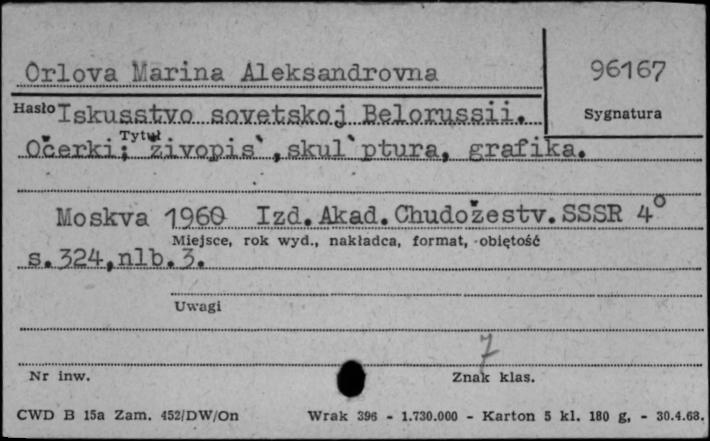 Orlova Marina Aleksandrovna
96167
Hasło Iskusstvo sovetskoj Belorussii.
Sygnatura
Tytuł
Očerki: živopis`,skul`ptura, grafika.
Moskva 1960 Izd.Akad.Chudožestv.SSSR 4°
Miejsce, rok wyd., nakładca, format, objętość
s.324,nlb.3.
Uwagi
7
Nr inw.
Znak klas.
CWD B 15a Zam. 452/DW/On Wrak 396 - 1.730.000 - Karton 5 kl. 180 g, - 30.4.68.